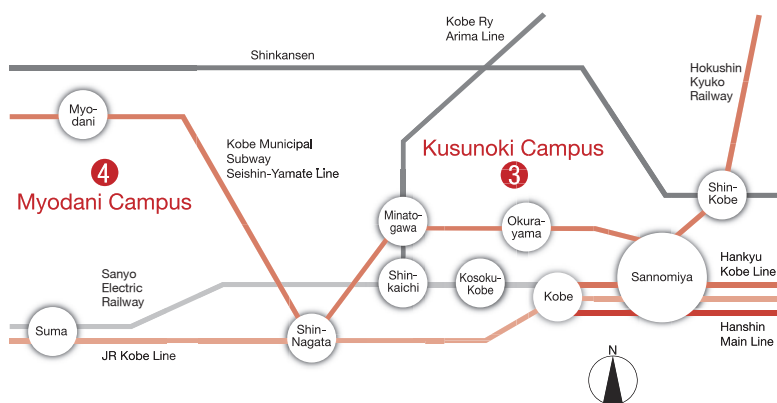 Kobe Ry
Arima Line
Shinkansen
Hokushin
Kyuko
Railway
Myo-
dani
Kobe Municipal
Subway
Seishin-Yamate Line
Kusunoki Campus
3
4
Myodani Campus
Shin-
Kobe
Minato-
gawa
Okura-
yama
Sanyo
Electric
Railway
Shin-
kaichi
Kosoku-
Kobe
Kobe
Sannomiya
Hankyu
Kobe Line
Suma
Shin-
Nagata
JR Kobe Line
Hanshin
Main Line
N